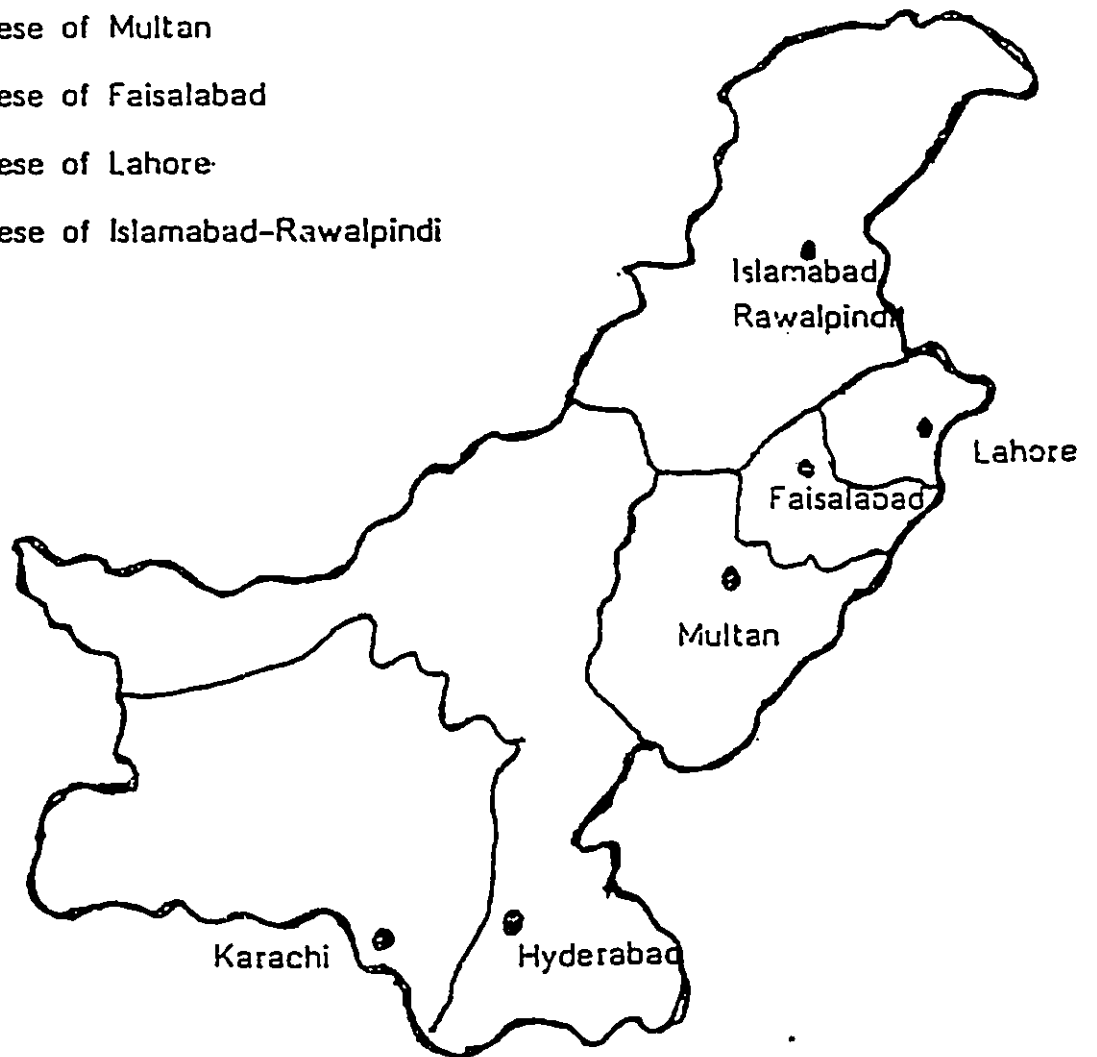 ese of Multan
ese of Faisalabad
ese of Lahore
ese of Islamabad-Rawalpindi
Islamabad
Rawalpindi
Lahore
Faisalabad
Multan
Karachi
Hyderabad